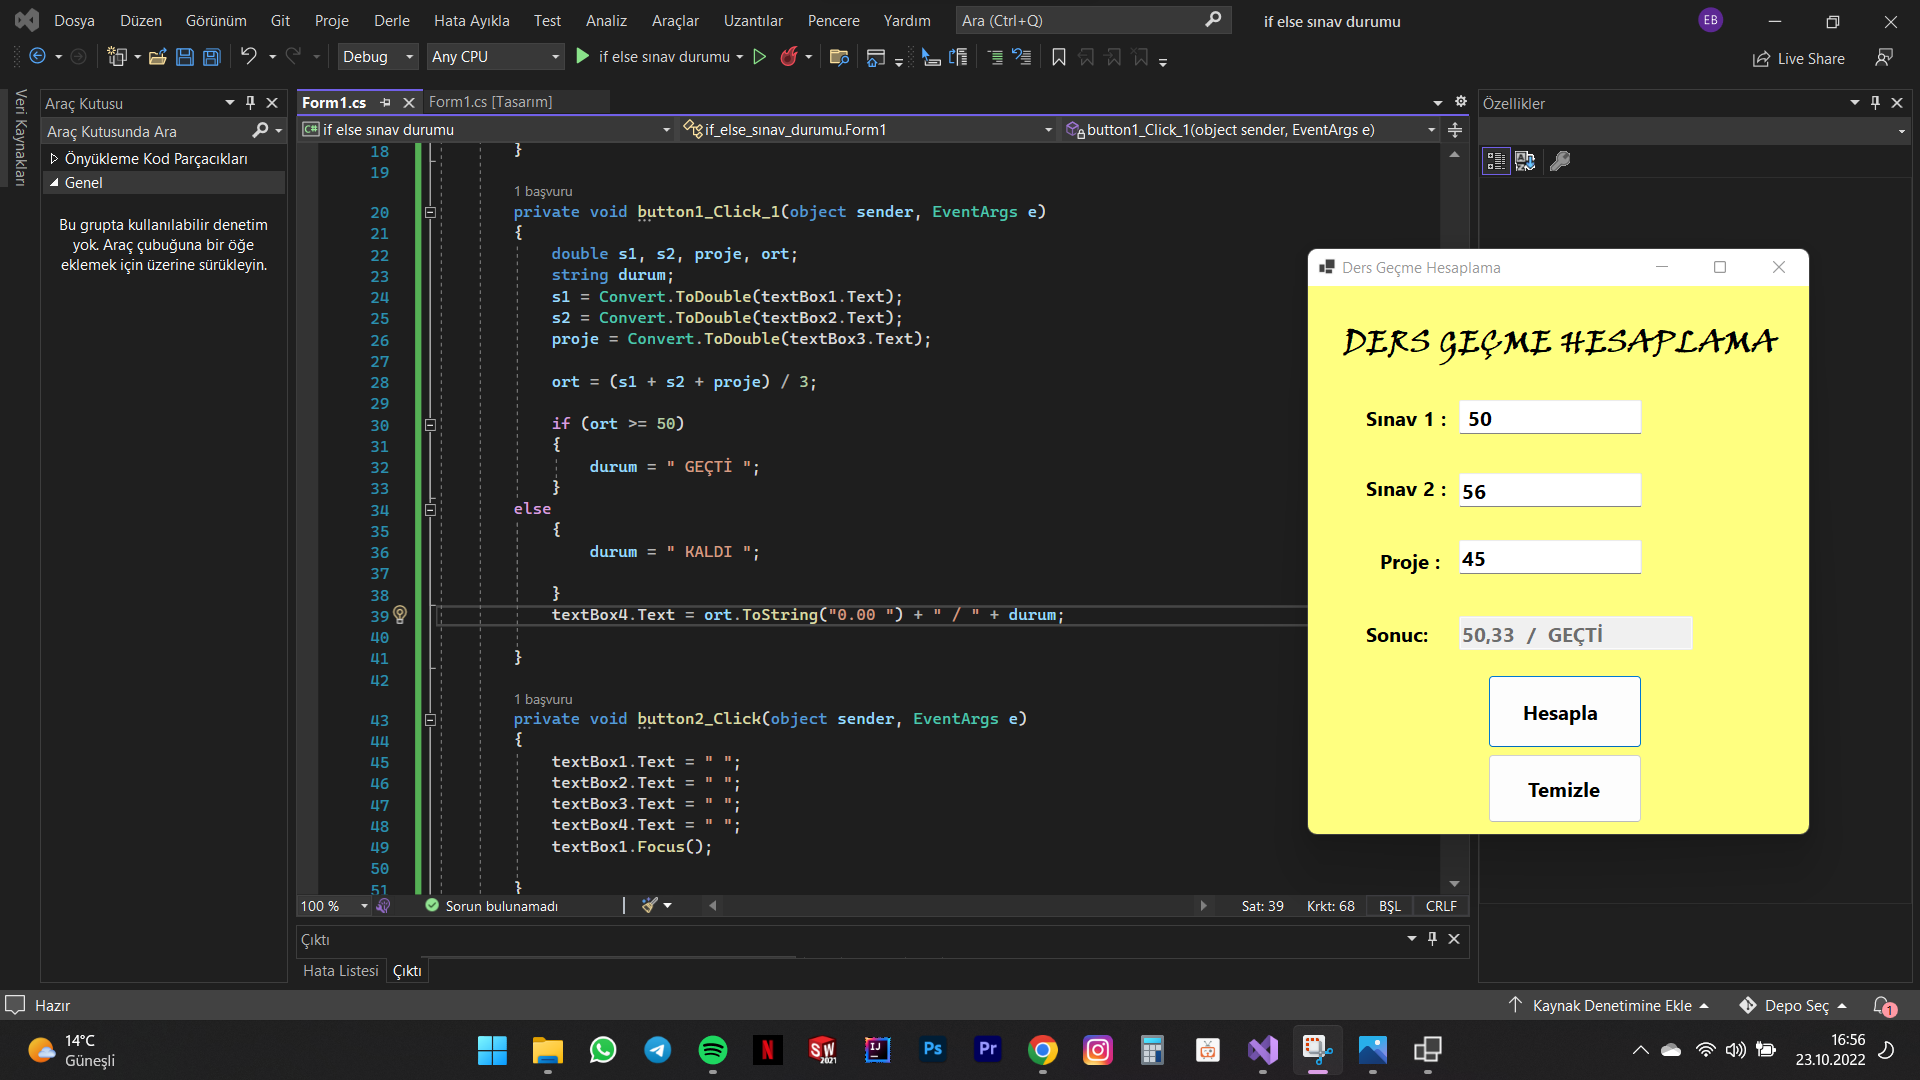 Dosya Düzen Görünüm Git Proje Derle Hata Ayıkla Test Analiz Araçlar Uzantılar Pencere Yardım Ara (Ctrl+Q) if else sınav durumu EB
Debug Any CPU if else sınav durumu Live Share
Veri Kaynakları
Araç Kutusu
Araç Kutusunda Ara
Önyükleme Kod Parçacıkları
Genel
Bu grupta kullanılabilir denetim
yok. Araç çubuğuna bir öğe
eklemek için üzerine sürükleyin.
Form1.cs Form1.cs [Tasarım]
C# if else sınav durumu if_else_sınav_durumu.Form1 button1_Click_1(object sender, EventArgs e)
18 }
19
1 başvuru
20 private void button1_Click_1(object sender, EventArgs e)
21 {
22 double s1, s2, proje, ort;
23 string durum;
24 s1 = Convert.ToDouble(textBox1.Text);
25 s2 = Convert.ToDouble(textBox2.Text);
26 proje = Convert.ToDouble(textBox3.Text);
27
28 ort = (s1 + s2 + proje) / 3;
29
30 if (ort >= 50)
31 {
32 durum = " GEÇTİ ";
33 }
34 else
35 {
36 durum = " KALDI ";
37
38 }
39 textBox4.Text = ort.ToString("0.00 ") + " / " + durum;
40
41 }
42
1 başvuru
43 private void button2_Click(object sender, EventArgs e)
44 {
45 textBox1.Text = " ";
46 textBox2.Text = " ";
47 textBox3.Text = " ";
48 textBox4.Text = " ";
49 textBox1.Focus();
50
51 }
100 % Sorun bulunamadı Sat: 39 Krkt: 68 BŞL CRLF
Çıktı
Hata Listesi Çıktı
Özellikler
Ders Geçme Hesaplama
DERS GEÇME HESAPLAMA
Sınav 1 : 50
Sınav 2 : 56
Proje : 45
Sonuc: 50,33 / GEÇTİ
Hesapla
Temizle
Hazır Kaynak Denetimine Ekle Depo Seç 1
14°C
Güneşli
N SW 2021 IJ Ps Pr
16:56
23.10.2022